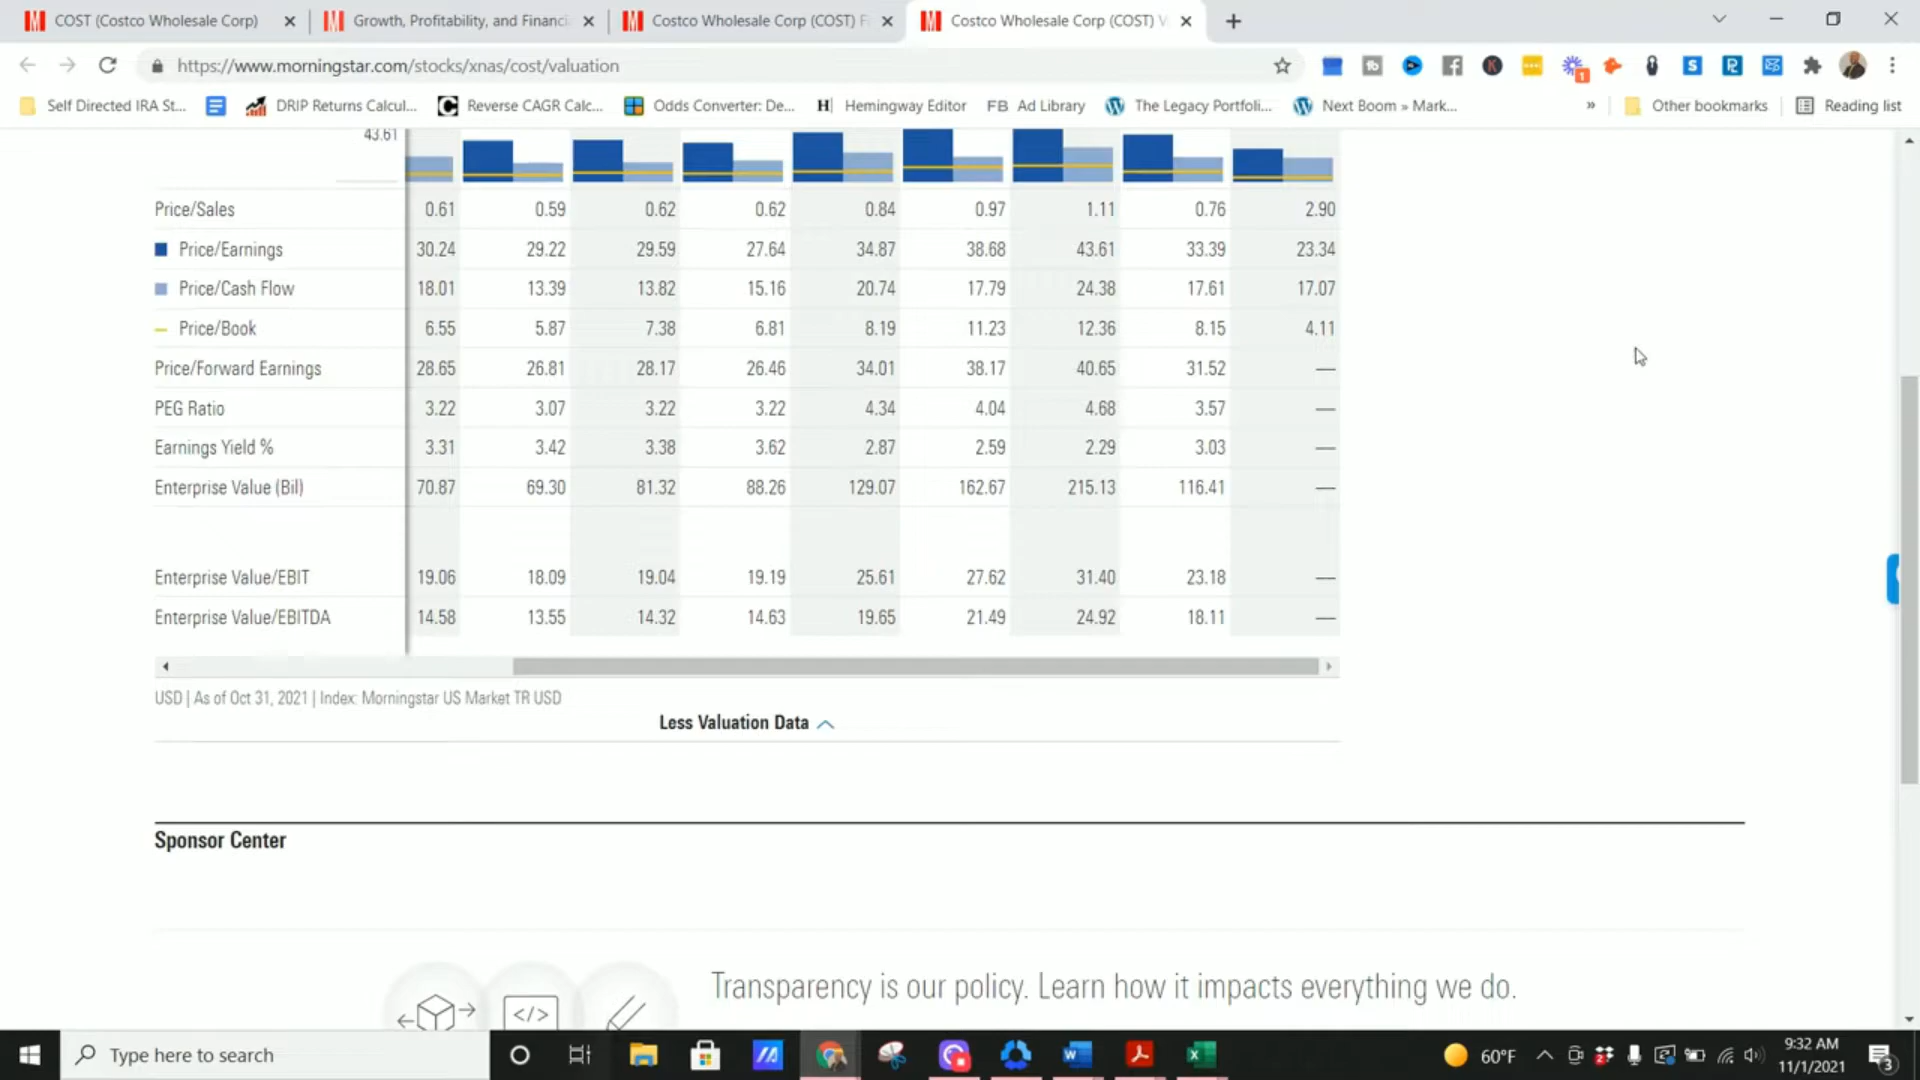 COST (Costco Wholesale Corp)
Growth, Profitability, and Financi
Costco Wholesale Corp (COST) F
Costco Wholesale Corp (COST) V
https://www.morningstar.com/stocks/xnas/cost/valuation
Self Directed IRA St...
DRIP Returns Calcul...
Reverse CAGR Calc...
Odds Converter: De...
Hemingway Editor
FB Ad Library
The Legacy Portfoli...
Next Boom » Mark...
»
Other bookmarks
Reading list
43.61
Price/Sales 0.61 0.59 0.62 0.62 0.84 0.97 1.11 0.76 2.90
Price/Earnings 30.24 29.22 29.59 27.64 34.87 38.68 43.61 33.39 23.34
Price/Cash Flow 18.01 13.39 13.82 15.16 20.74 17.79 24.38 17.61 17.07
Price/Book 6.55 5.87 7.38 6.81 8.19 11.23 12.36 8.15 4.11
Price/Forward Earnings 28.65 26.81 28.17 26.46 34.01 38.17 40.65 31.52 —
PEG Ratio 3.22 3.07 3.22 3.22 4.34 4.04 4.68 3.57 —
Earnings Yield % 3.31 3.42 3.38 3.62 2.87 2.59 2.29 3.03 —
Enterprise Value (Bil) 70.87 69.30 81.32 88.26 129.07 162.67 215.13 116.41 —
Enterprise Value/EBIT 19.06 18.09 19.04 19.19 25.61 27.62 31.40 23.18 —
Enterprise Value/EBITDA 14.58 13.55 14.32 14.63 19.65 21.49 24.92 18.11 —
USD | As of Oct 31, 2021 | Index: Morningstar US Market TR USD
Less Valuation Data
Sponsor Center
Transparency is our policy. Learn how it impacts everything we do.
</>
Type here to search
60°F
9:32 AM
11/1/2021
3